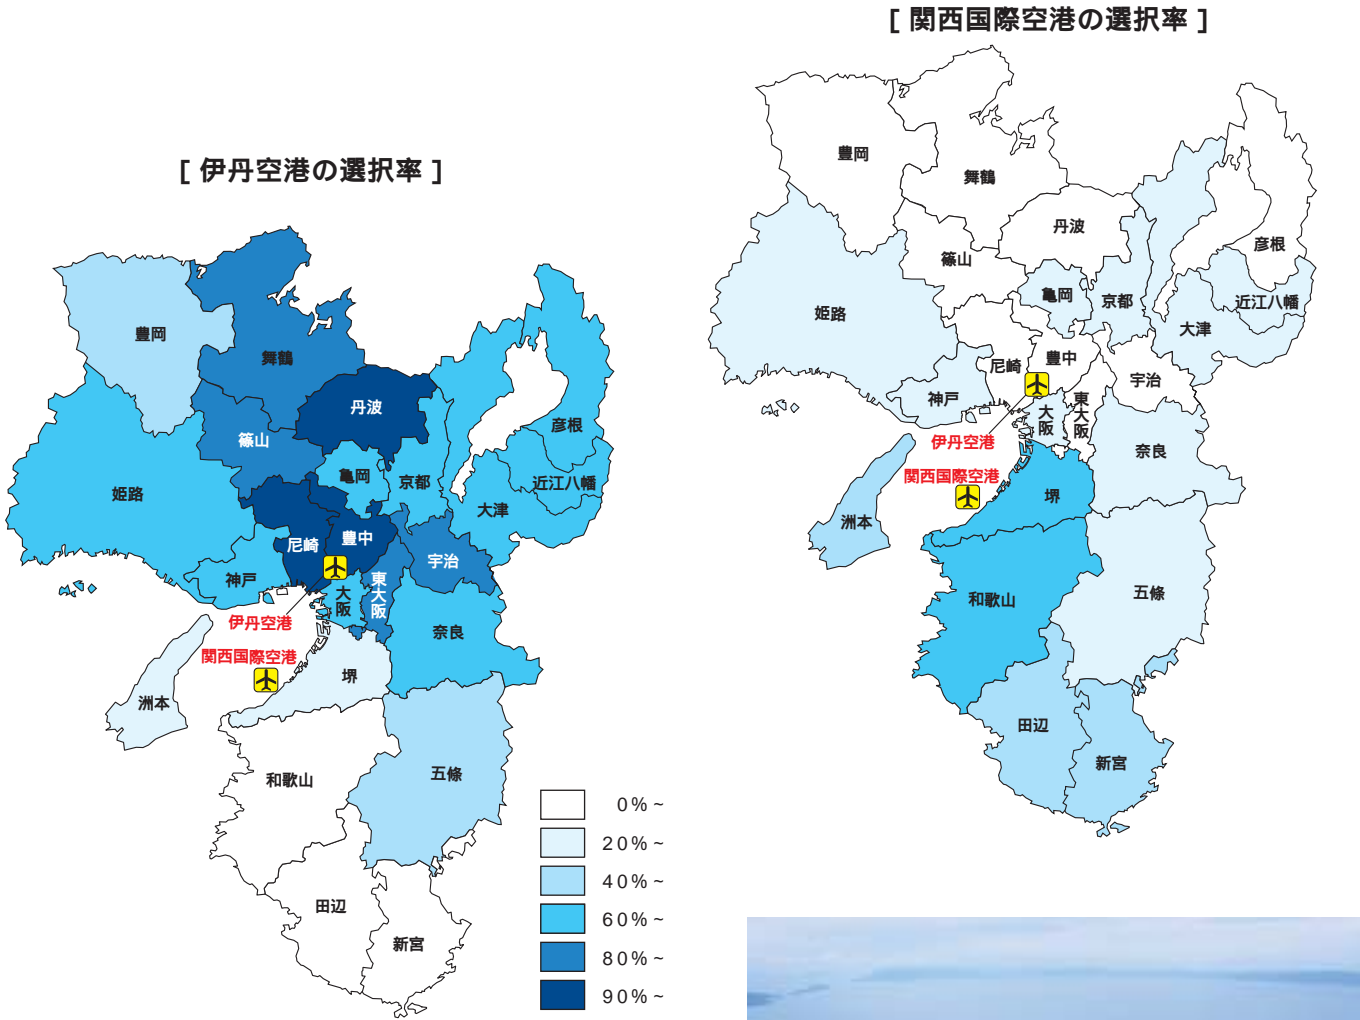 [ 伊丹空港の選択率 ]
豊岡
舞鶴
丹波
篠山
彦根
亀岡
京都
近江八幡
姫路
大津
豊中
尼崎
宇治
神戸
東大阪
大阪
伊丹空港
奈良
関西国際空港
堺
洲本
五條
和歌山
田辺
新宮
0%~
20%~
40%~
60%~
80%~
90%~
[ 関西国際空港の選択率 ]
豊岡
舞鶴
丹波
彦根
篠山
亀岡
京都
近江八幡
姫路
大津
豊中
尼崎
宇治
神戸
東大阪
大阪
伊丹空港
奈良
関西国際空港
堺
洲本
五條
和歌山
田辺
新宮